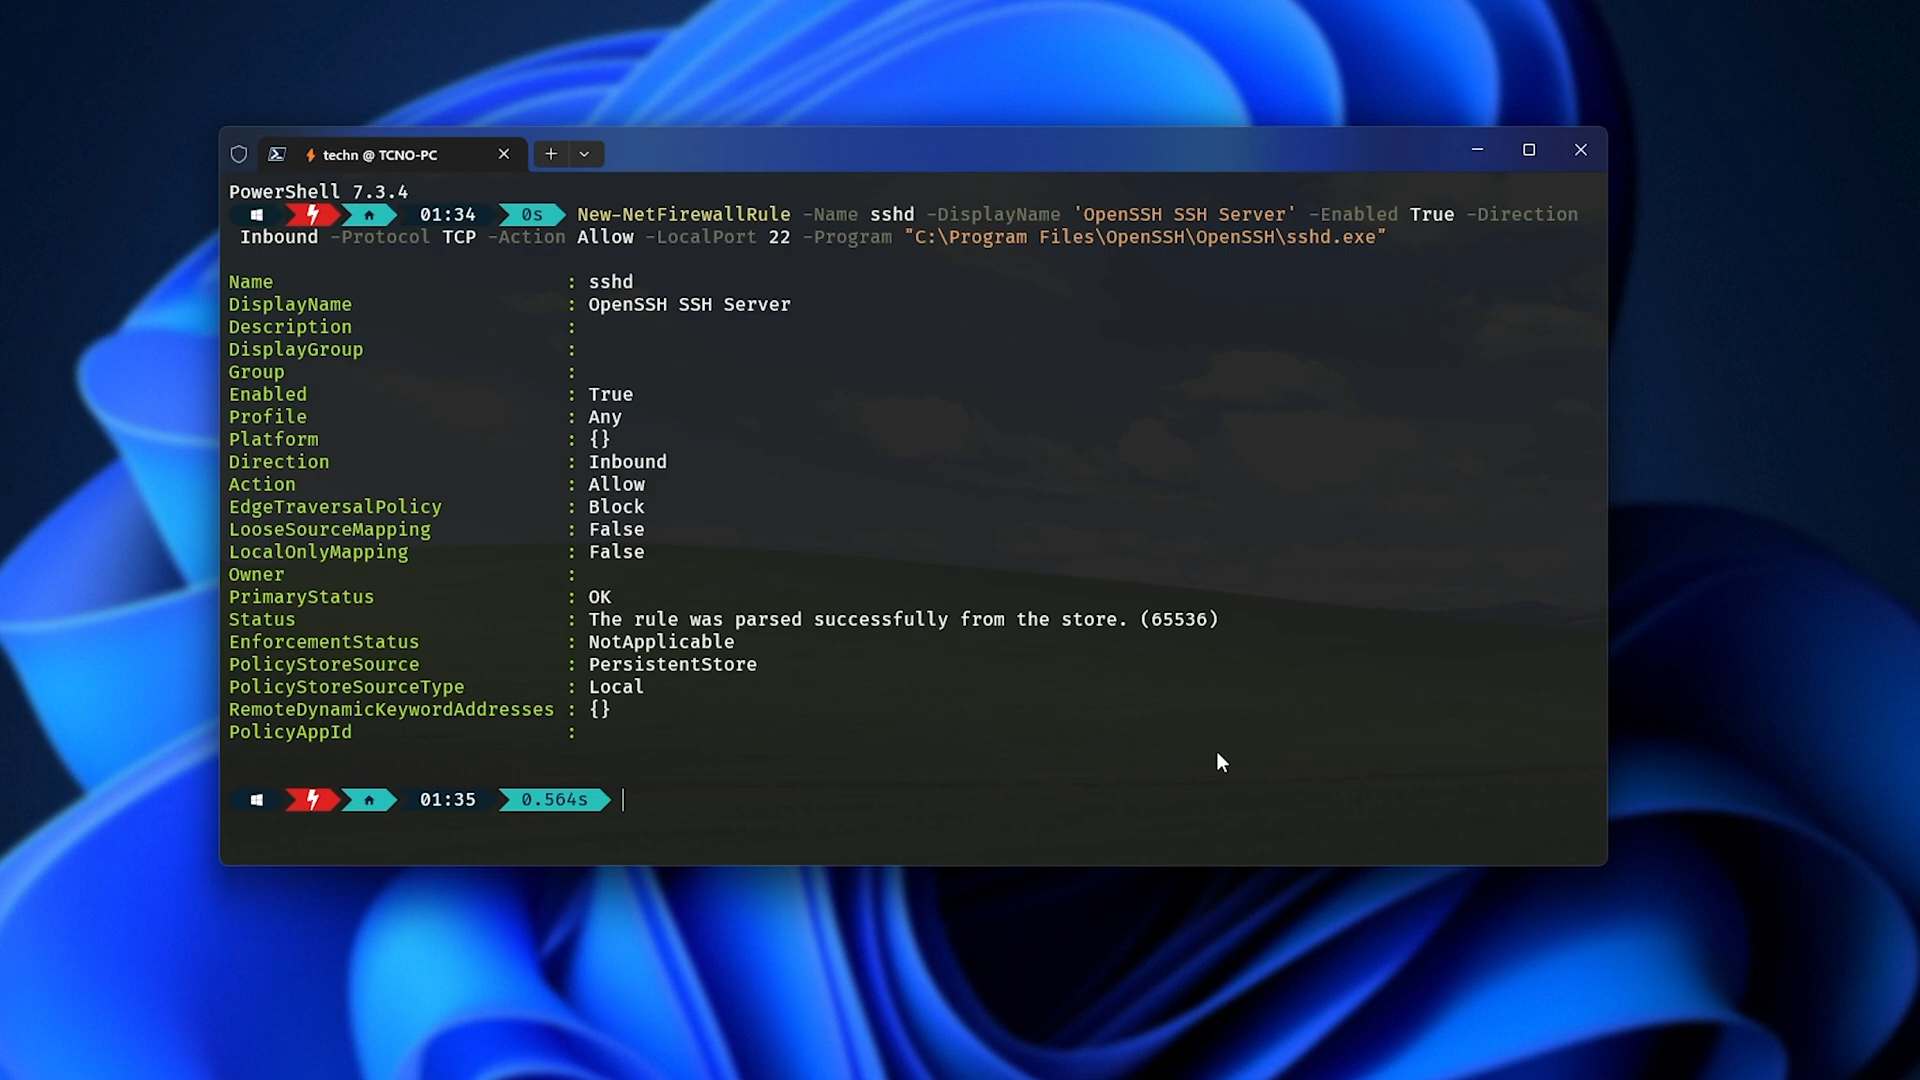 techn @ TCNO-PC
PowerShell 7.3.4
01:34 0s New-NetFirewallRule -Name sshd -DisplayName 'OpenSSH SSH Server' -Enabled True -Direction
Inbound -Protocol TCP -Action Allow -LocalPort 22 -Program "C:\Program Files\OpenSSH\OpenSSH\sshd.exe"
Name : sshd
DisplayName : OpenSSH SSH Server
Description :
DisplayGroup :
Group :
Enabled : True
Profile : Any
Platform : {}
Direction : Inbound
Action : Allow
EdgeTraversalPolicy : Block
LooseSourceMapping : False
LocalOnlyMapping : False
Owner :
PrimaryStatus : OK
Status : The rule was parsed successfully from the store. (65536)
EnforcementStatus : NotApplicable
PolicyStoreSource : PersistentStore
PolicyStoreSourceType : Local
RemoteDynamicKeywordAddresses : {}
PolicyAppId :
01:35 0.564s